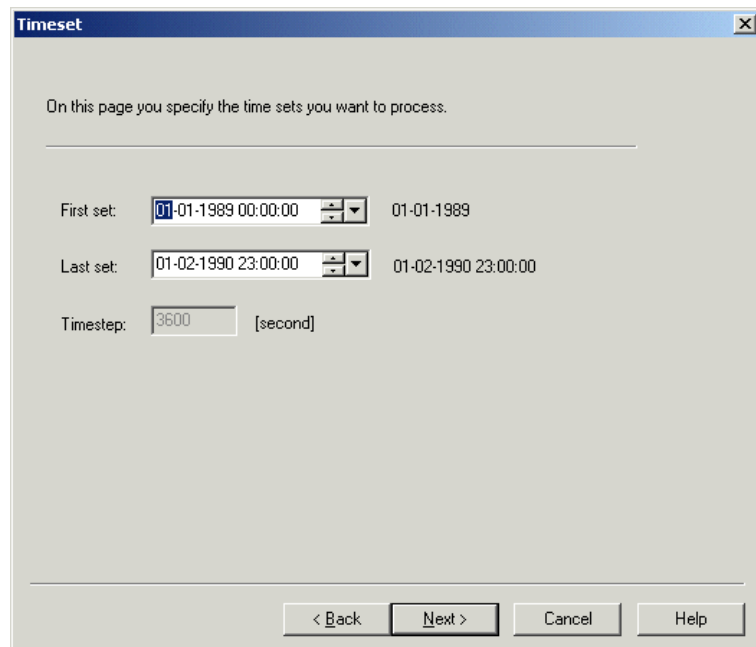 Timeset
On this page you specify the time sets you want to process.
First set: 01-01-1989 00:00:00 01-01-1989
Last set: 01-02-1990 23:00:00 01-02-1990 23:00:00
Timestep: 3600 [second]
< Back Next > Cancel Help